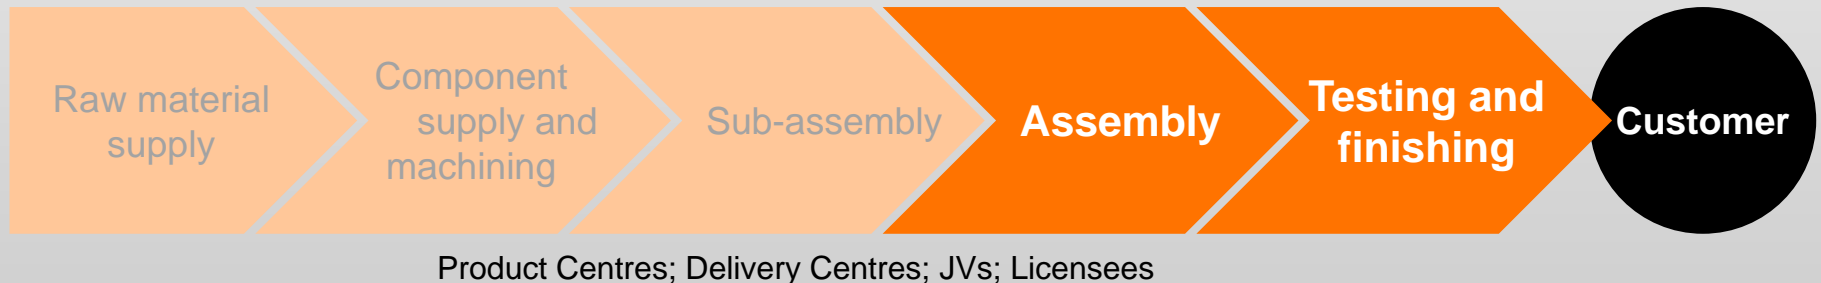 Raw material
supply
Component
supply and
machining
Sub-assembly
Assembly
Testing and
finishing
Customer
Product Centres; Delivery Centres; JVs; Licensees